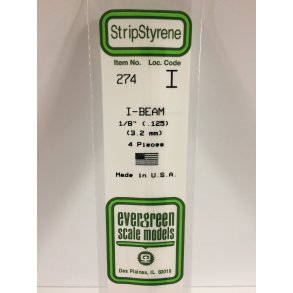 StripStyrene
Item No. Loc. Code
274 I
I-BEAM
1/8" (.125)
(3.2 mm)
4 Pieces
Made in U.S.A.
evergreen
scale models
Des Plaines, IL 60018